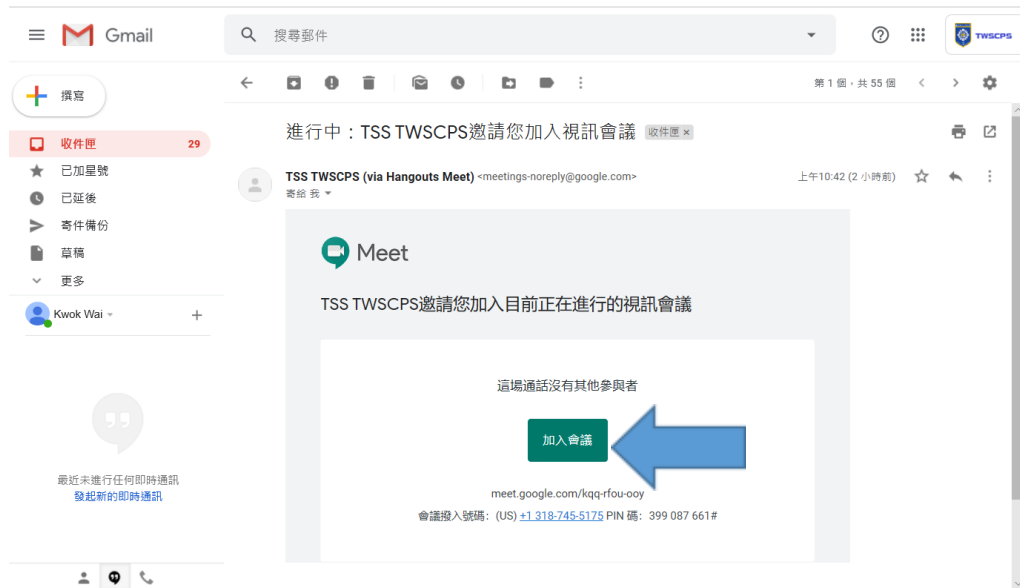 Gmail
搜尋郵件
TWSCPS
撰寫
第 1 個，共 55 個
收件匣 29
已加星號
已延後
寄件備份
草稿
更多
Kwok Wai
最近未進行任何即時通訊
發起新的即時通訊
進行中：TSS TWSCPS邀請您加入視訊會議 收件匣 x
TSS TWSCPS (via Hangouts Meet) <meetings-noreply@google.com>
上午10:42 (2 小時前)
寄給 我
Meet
TSS TWSCPS邀請您加入目前正在進行的視訊會議
這場通話沒有其他參與者
加入會議
meet.google.com/kqq-rfou-ooy
會議撥入號碼：(US) +1 318-745-5175 PIN 碼：399 087 661#